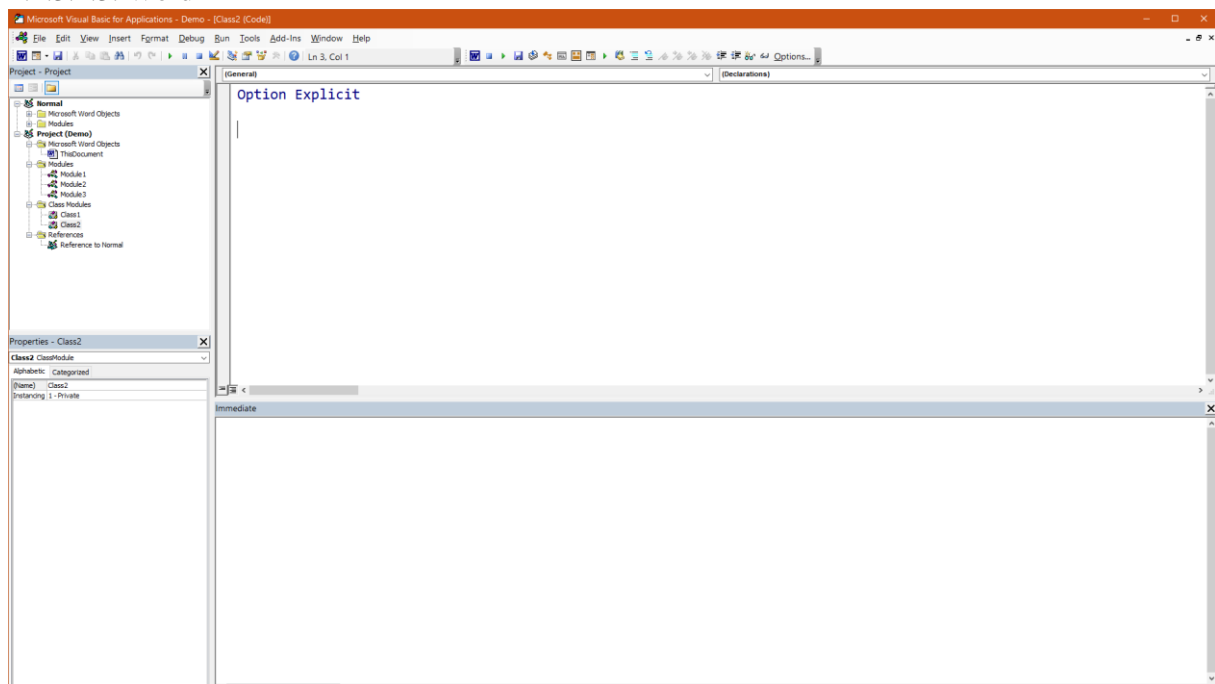 Microsoft Visual Basic for Applications - Demo - [Class2 (Code)]
File Edit View Insert Format Debug Run Tools Add-Ins Window Help
Ln 3, Col 1
Options...
Project - Project
Normal
Microsoft Word Objects
Modules
Project (Demo)
Microsoft Word Objects
ThisDocument
Modules
Module1
Module2
Module3
Class Modules
Class1
Class2
References
Reference to Normal
Properties - Class2
Class2 ClassModule
Alphabetic Categorized
(Name) Class2
Instancing 1 - Private
(General) (Declarations)
Option Explicit
Immediate